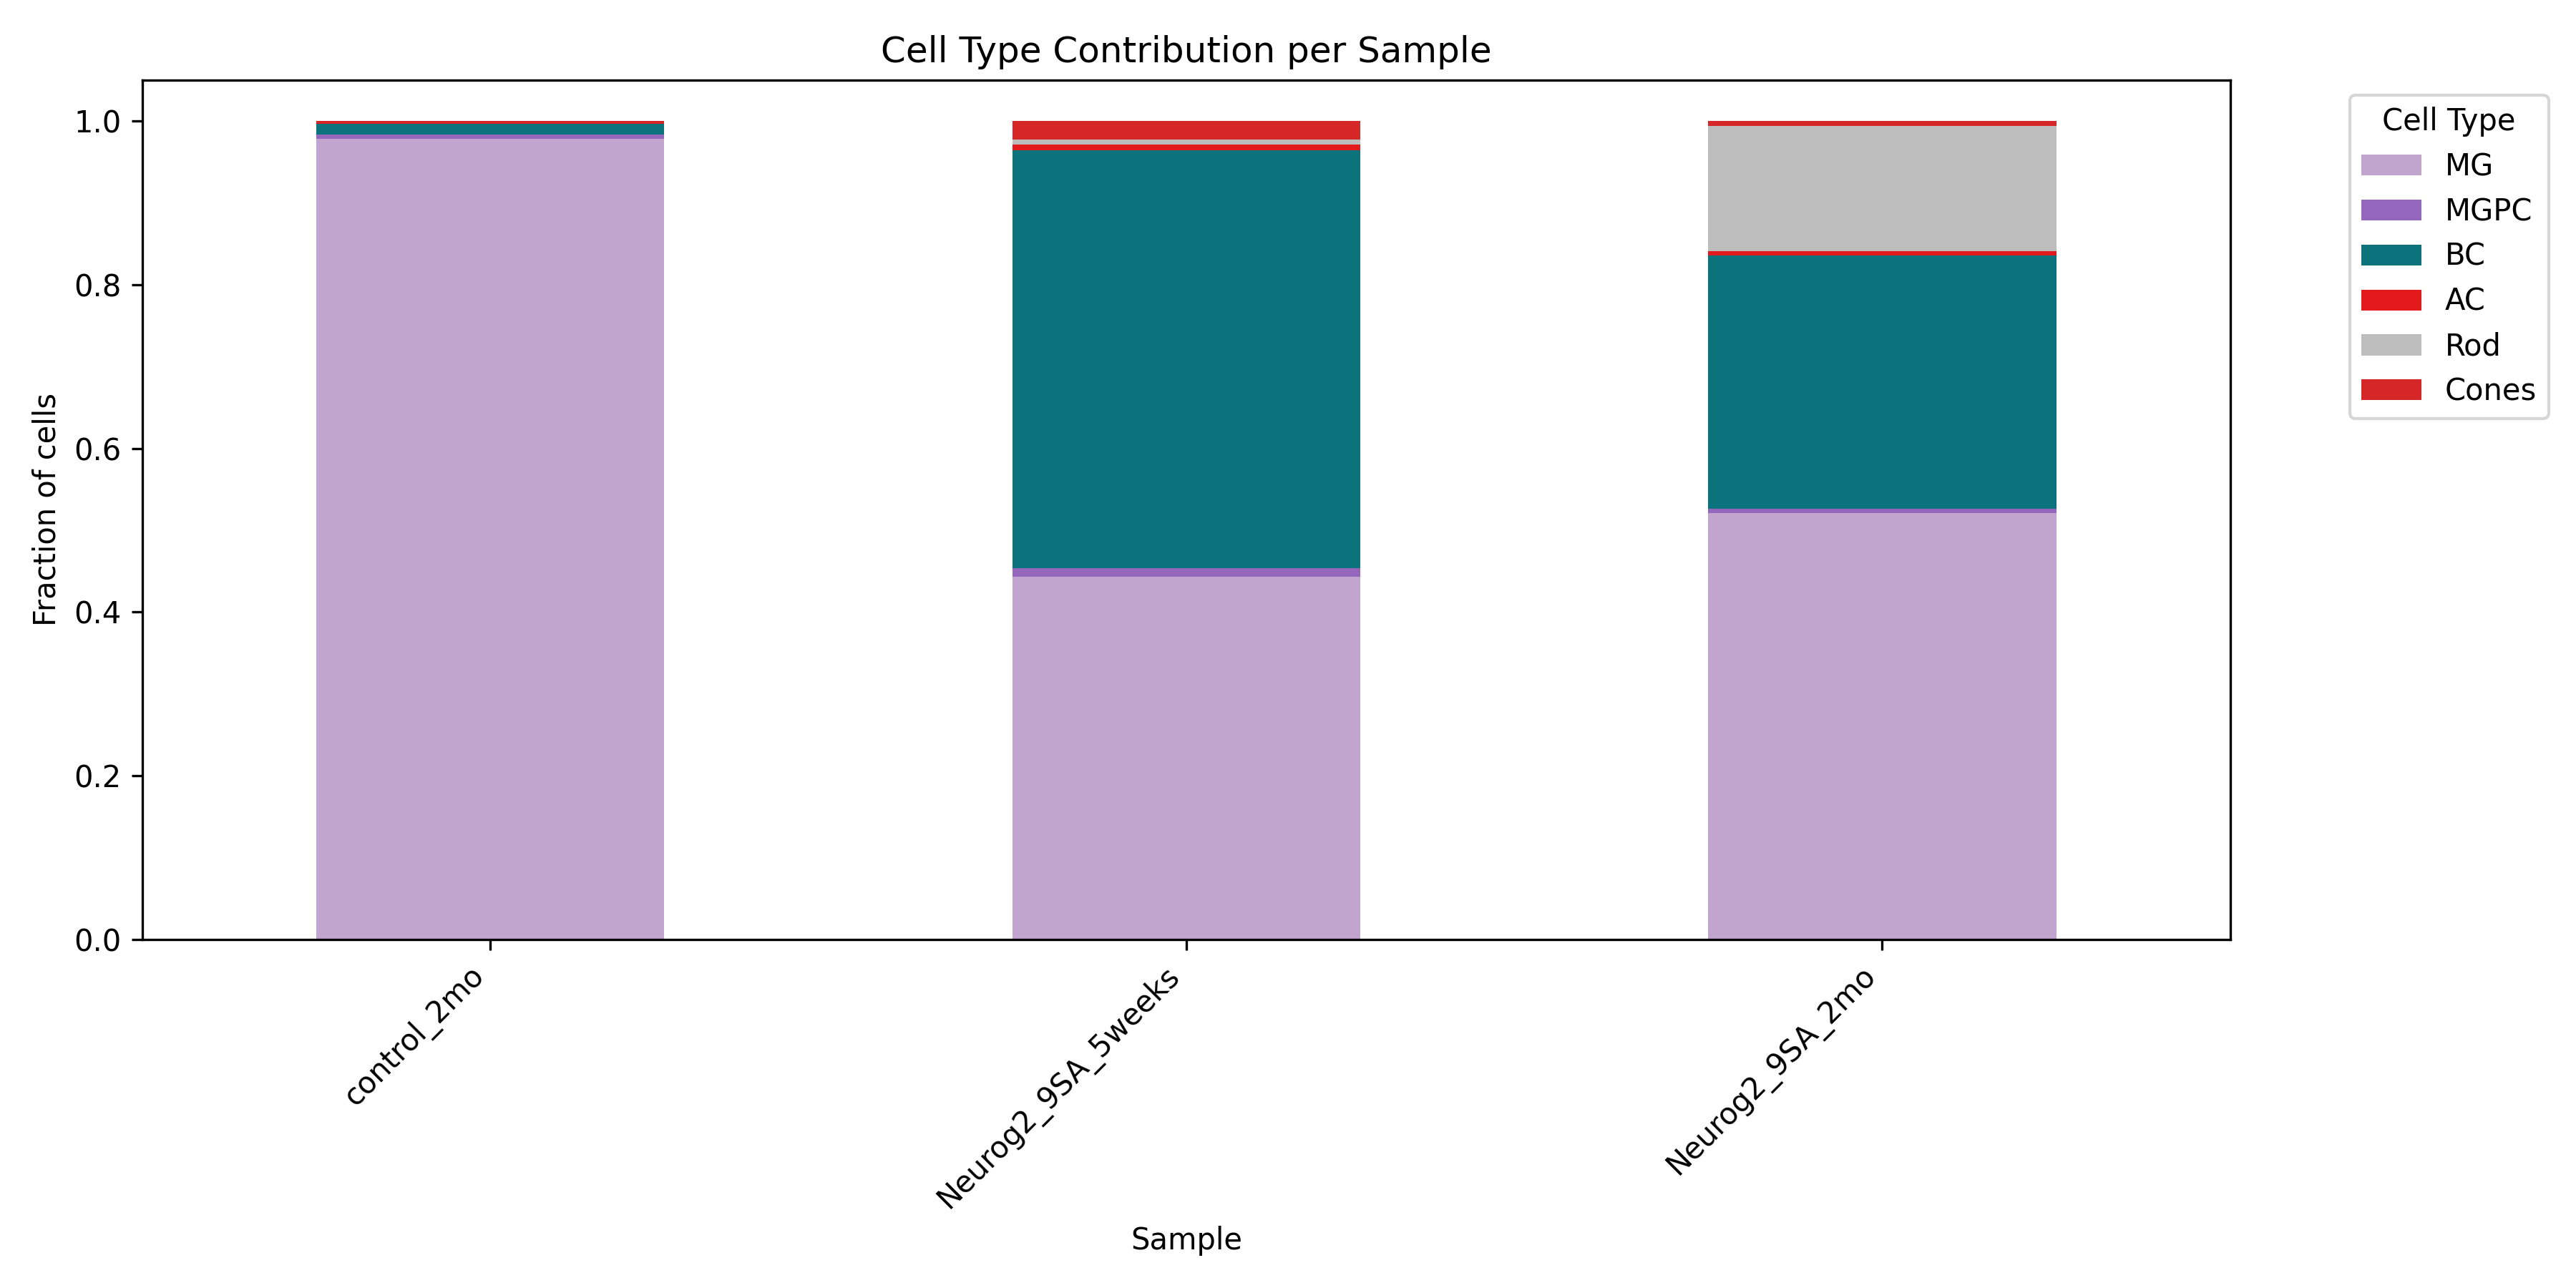 Cell Type Contribution per Sample
Fraction of cells
1.0
0.8
0.6
0.4
0.2
0.0
control_2mo
Neurog2_9SA_5weeks
Neurog2_9SA_2mo
Sample
Cell Type
MG
MGPC
BC
AC
Rod
Cones